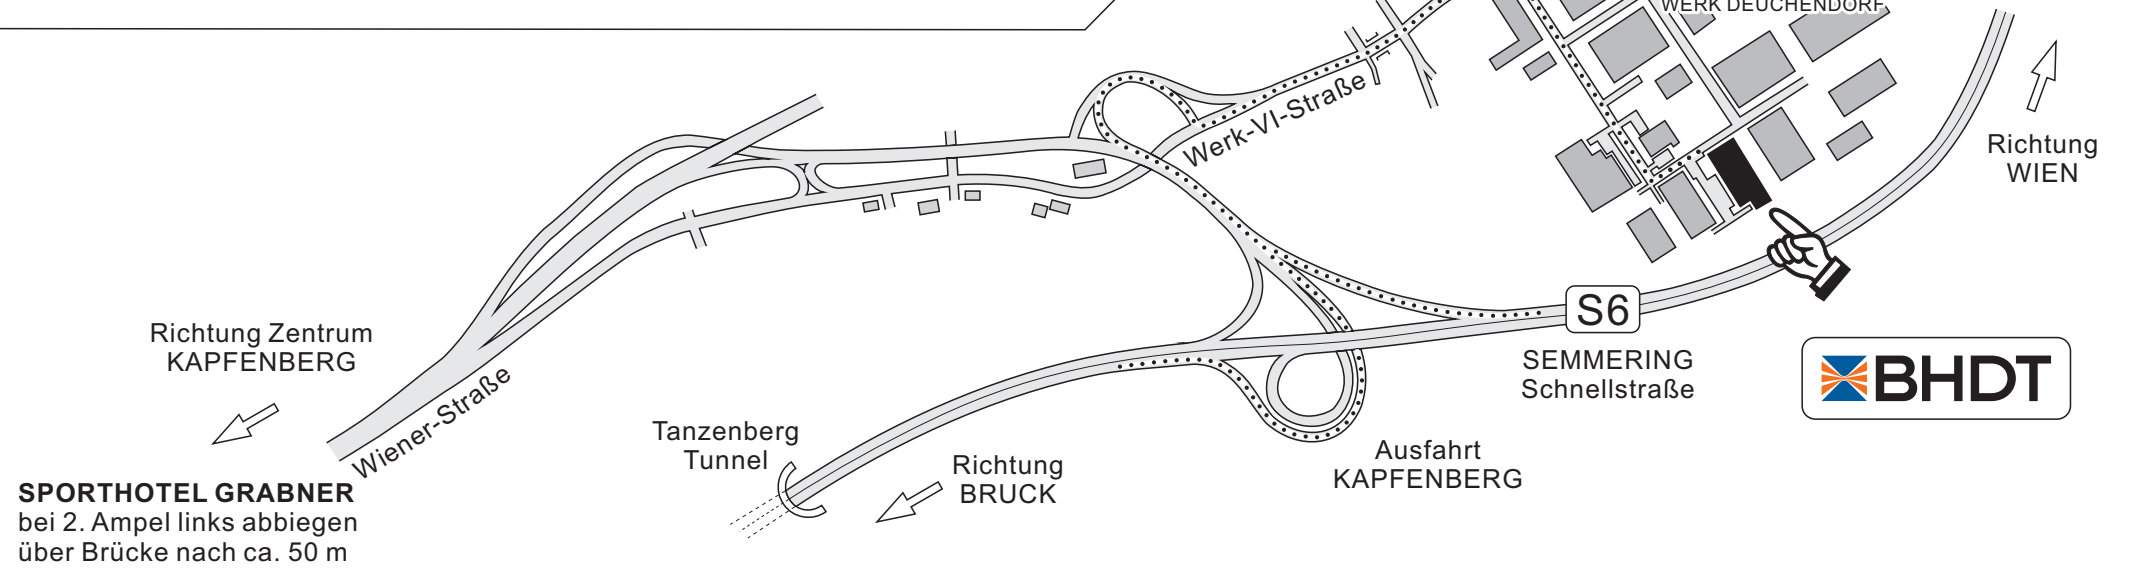 WERK DEUCHENDORF
Werk-VI-Straße
Richtung
WIEN
S6
SEMMERING
Schnellstraße
BHDT
Richtung Zentrum
KAPFENBERG
Wiener-Straße
Tanzenberg
Tunnel
Richtung
BRUCK
Ausfahrt
KAPFENBERG
SPORTHOTEL GRABNER
bei 2. Ampel links abbiegen
über Brücke nach ca. 50 m